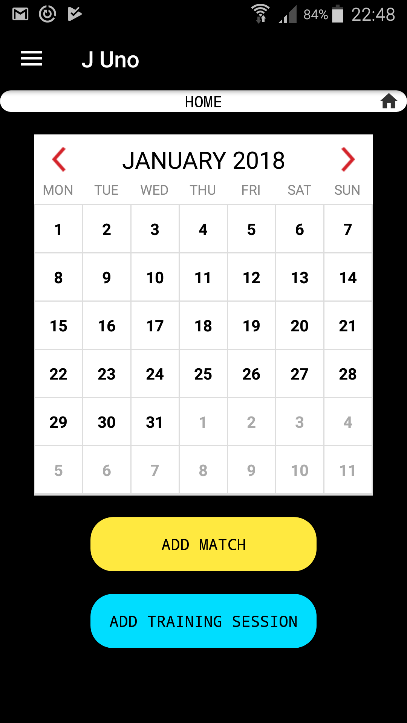 84% 22:48
J Uno
HOME
JANUARY 2018
MON TUE WED THU FRI SAT SUN
1 2 3 4 5 6 7
8 9 10 11 12 13 14
15 16 17 18 19 20 21
22 23 24 25 26 27 28
29 30 31 1 2 3 4
5 6 7 8 9 10 11
ADD MATCH
ADD TRAINING SESSION